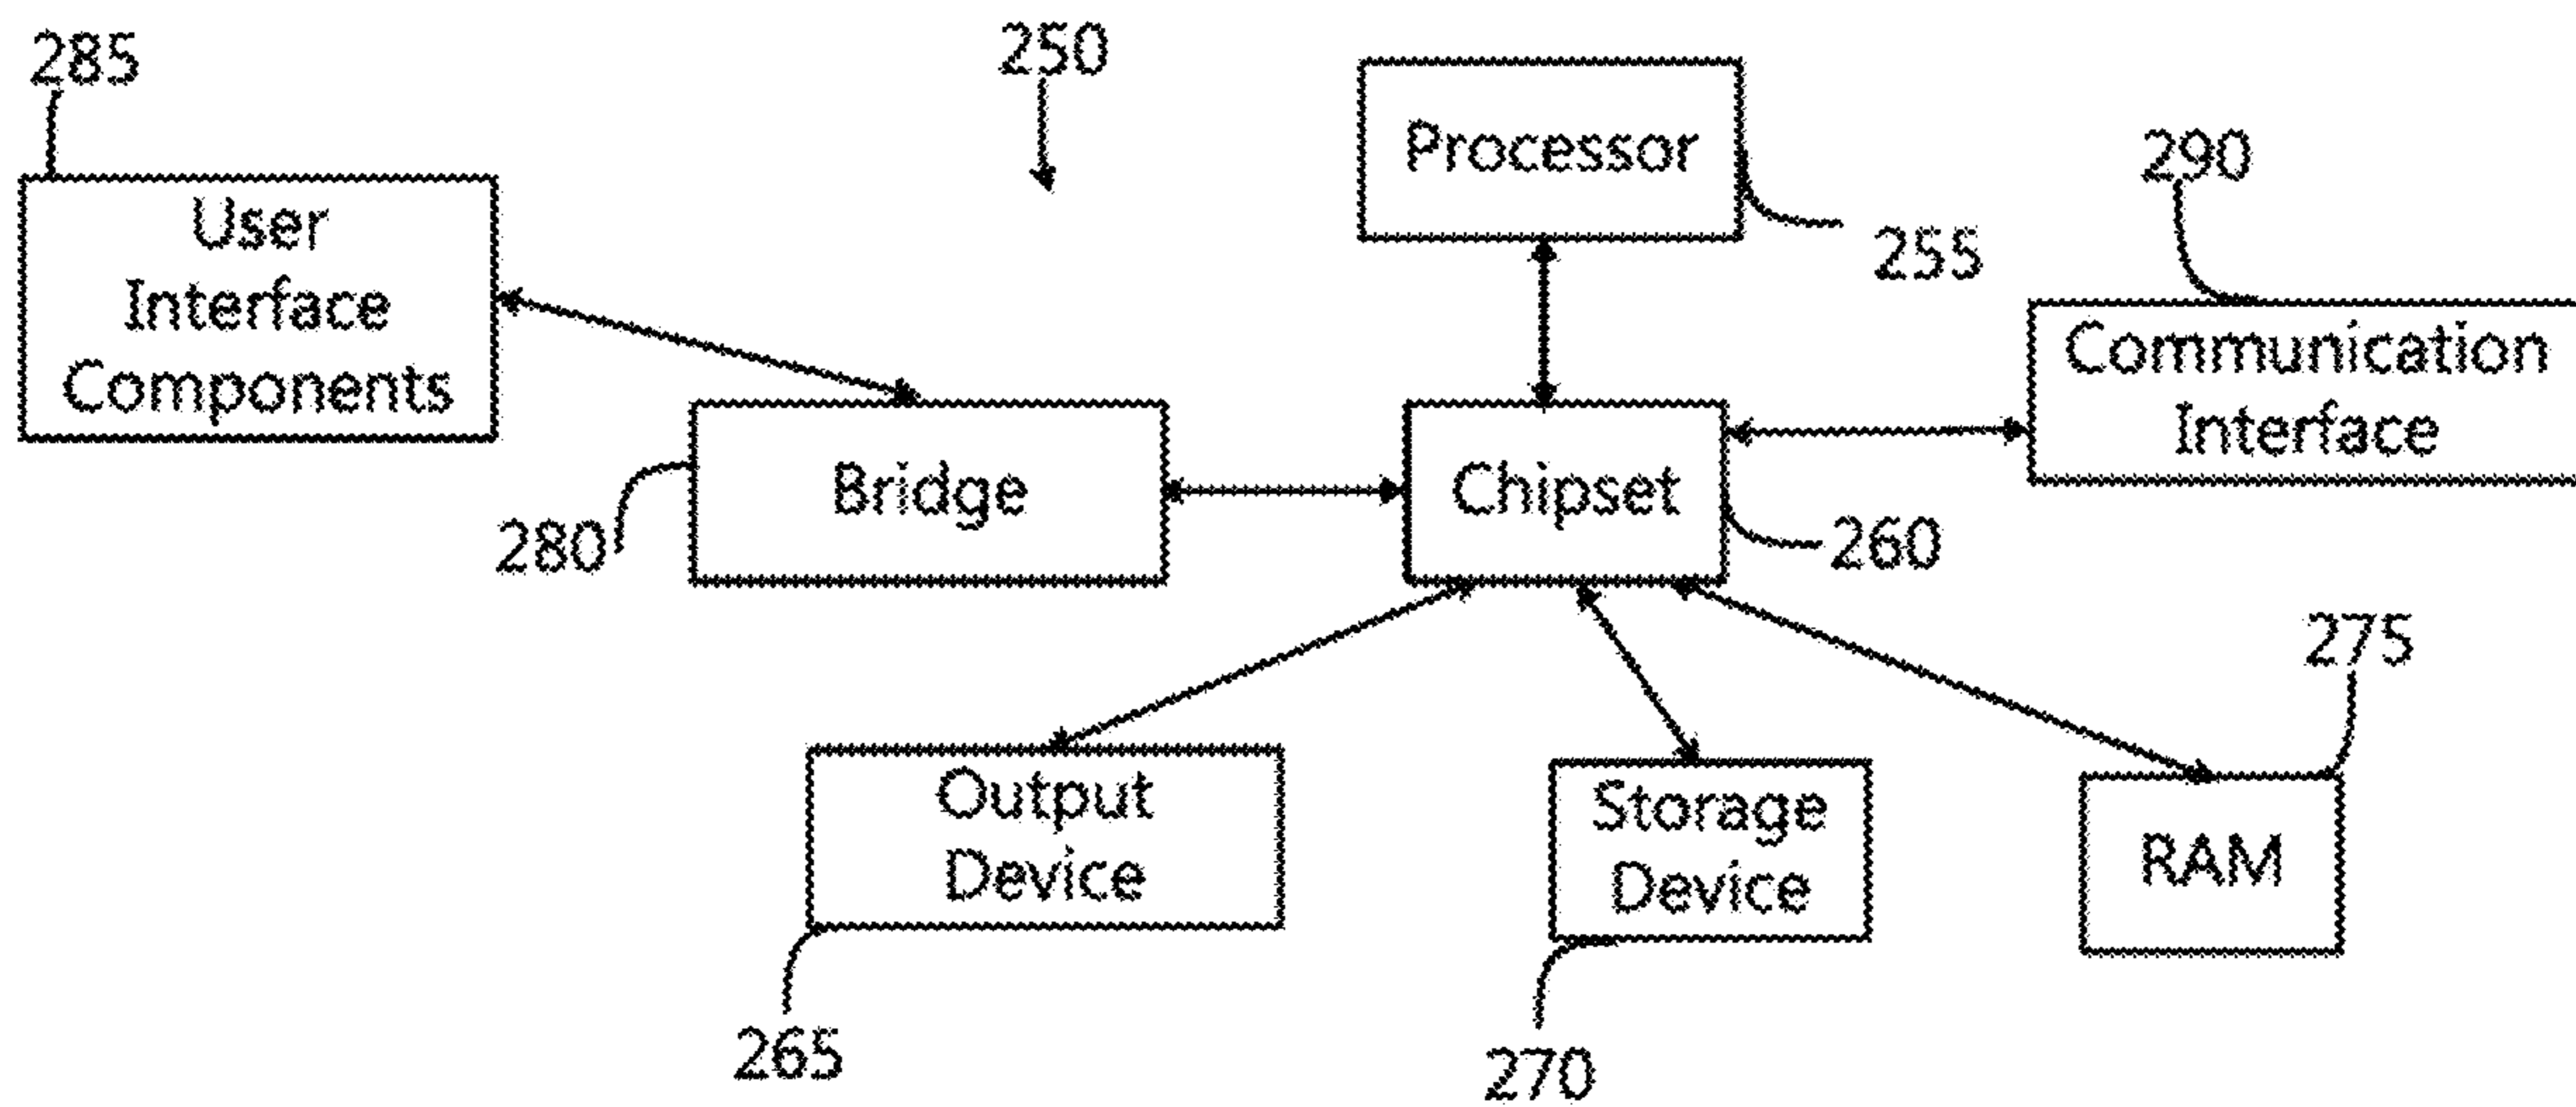 285
250
Processor
290
255
User
Interface
Components
Communication
Interface
Bridge
Chipset
280
260
275
Output
Device
Storage
Device
RAM
265
270